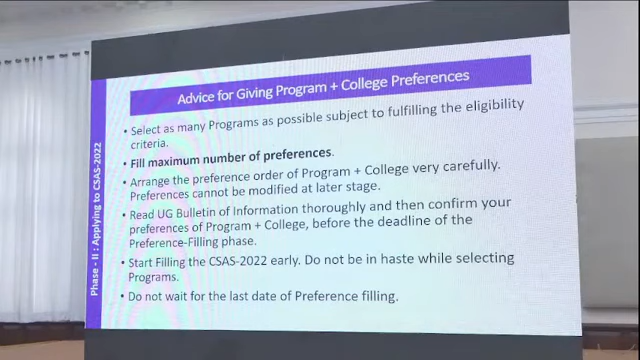 Advice for Giving Program + College Preferences
• Select as many Programs as possible subject to fulfilling the eligibility
criteria.
• Fill maximum number of preferences.
• Arrange the preference order of Program + College very carefully.
Preferences cannot be modified at later stage.
• Read UG Bulletin of Information thoroughly and then confirm your
preferences of Program + College, before the deadline of the
Preference-Filling phase.
• Start Filling the CSAS-2022 early. Do not be in haste while selecting
Programs.
• Do not wait for the last date of Preference filling.
Phase - II : Applying to CSAS-2022